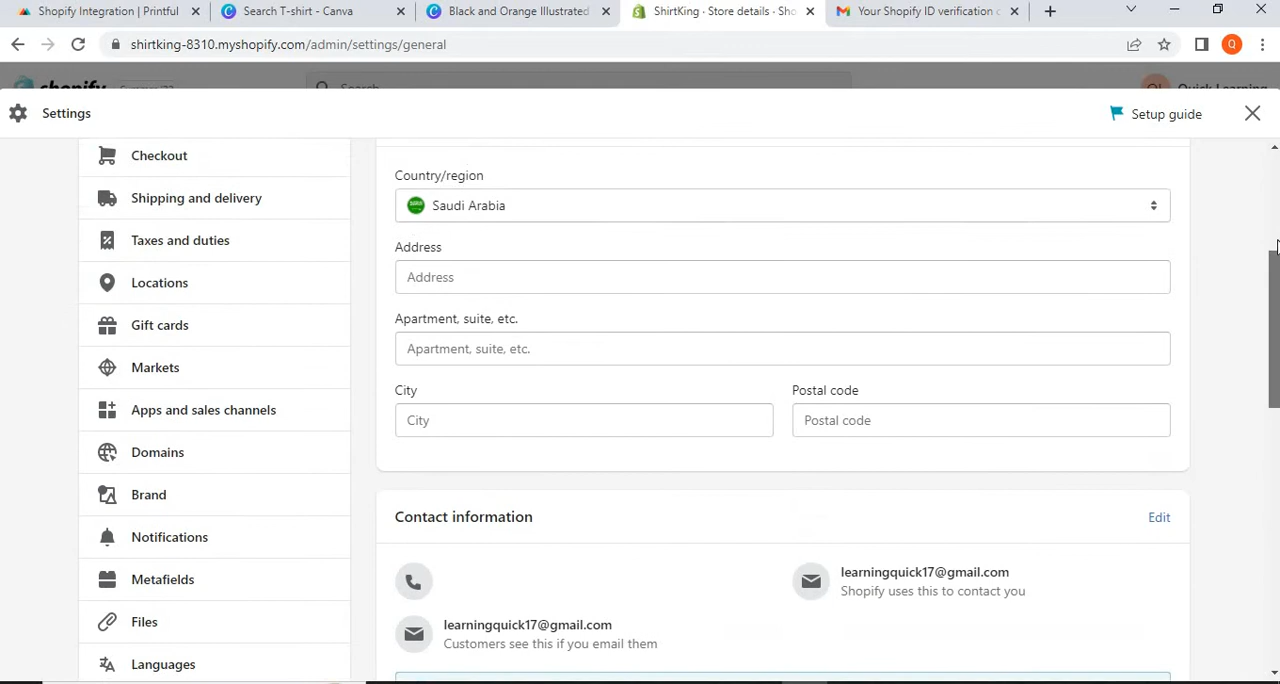 Shopify Integration | Printful
Search T-shirt - Canva
Black and Orange Illustrated
ShirtKing · Store details · Sho
Your Shopify ID verification c
shirtking-8310.myshopify.com/admin/settings/general
Q
shopify
Search
Quick Learning
Settings
Setup guide
Checkout
Shipping and delivery
Taxes and duties
Locations
Gift cards
Markets
Apps and sales channels
Domains
Brand
Notifications
Metafields
Files
Languages
Country/region
Saudi Arabia
Address
Address
Apartment, suite, etc.
Apartment, suite, etc.
City
Postal code
City
Postal code
Contact information
Edit
learningquick17@gmail.com
Shopify uses this to contact you
learningquick17@gmail.com
Customers see this if you email them